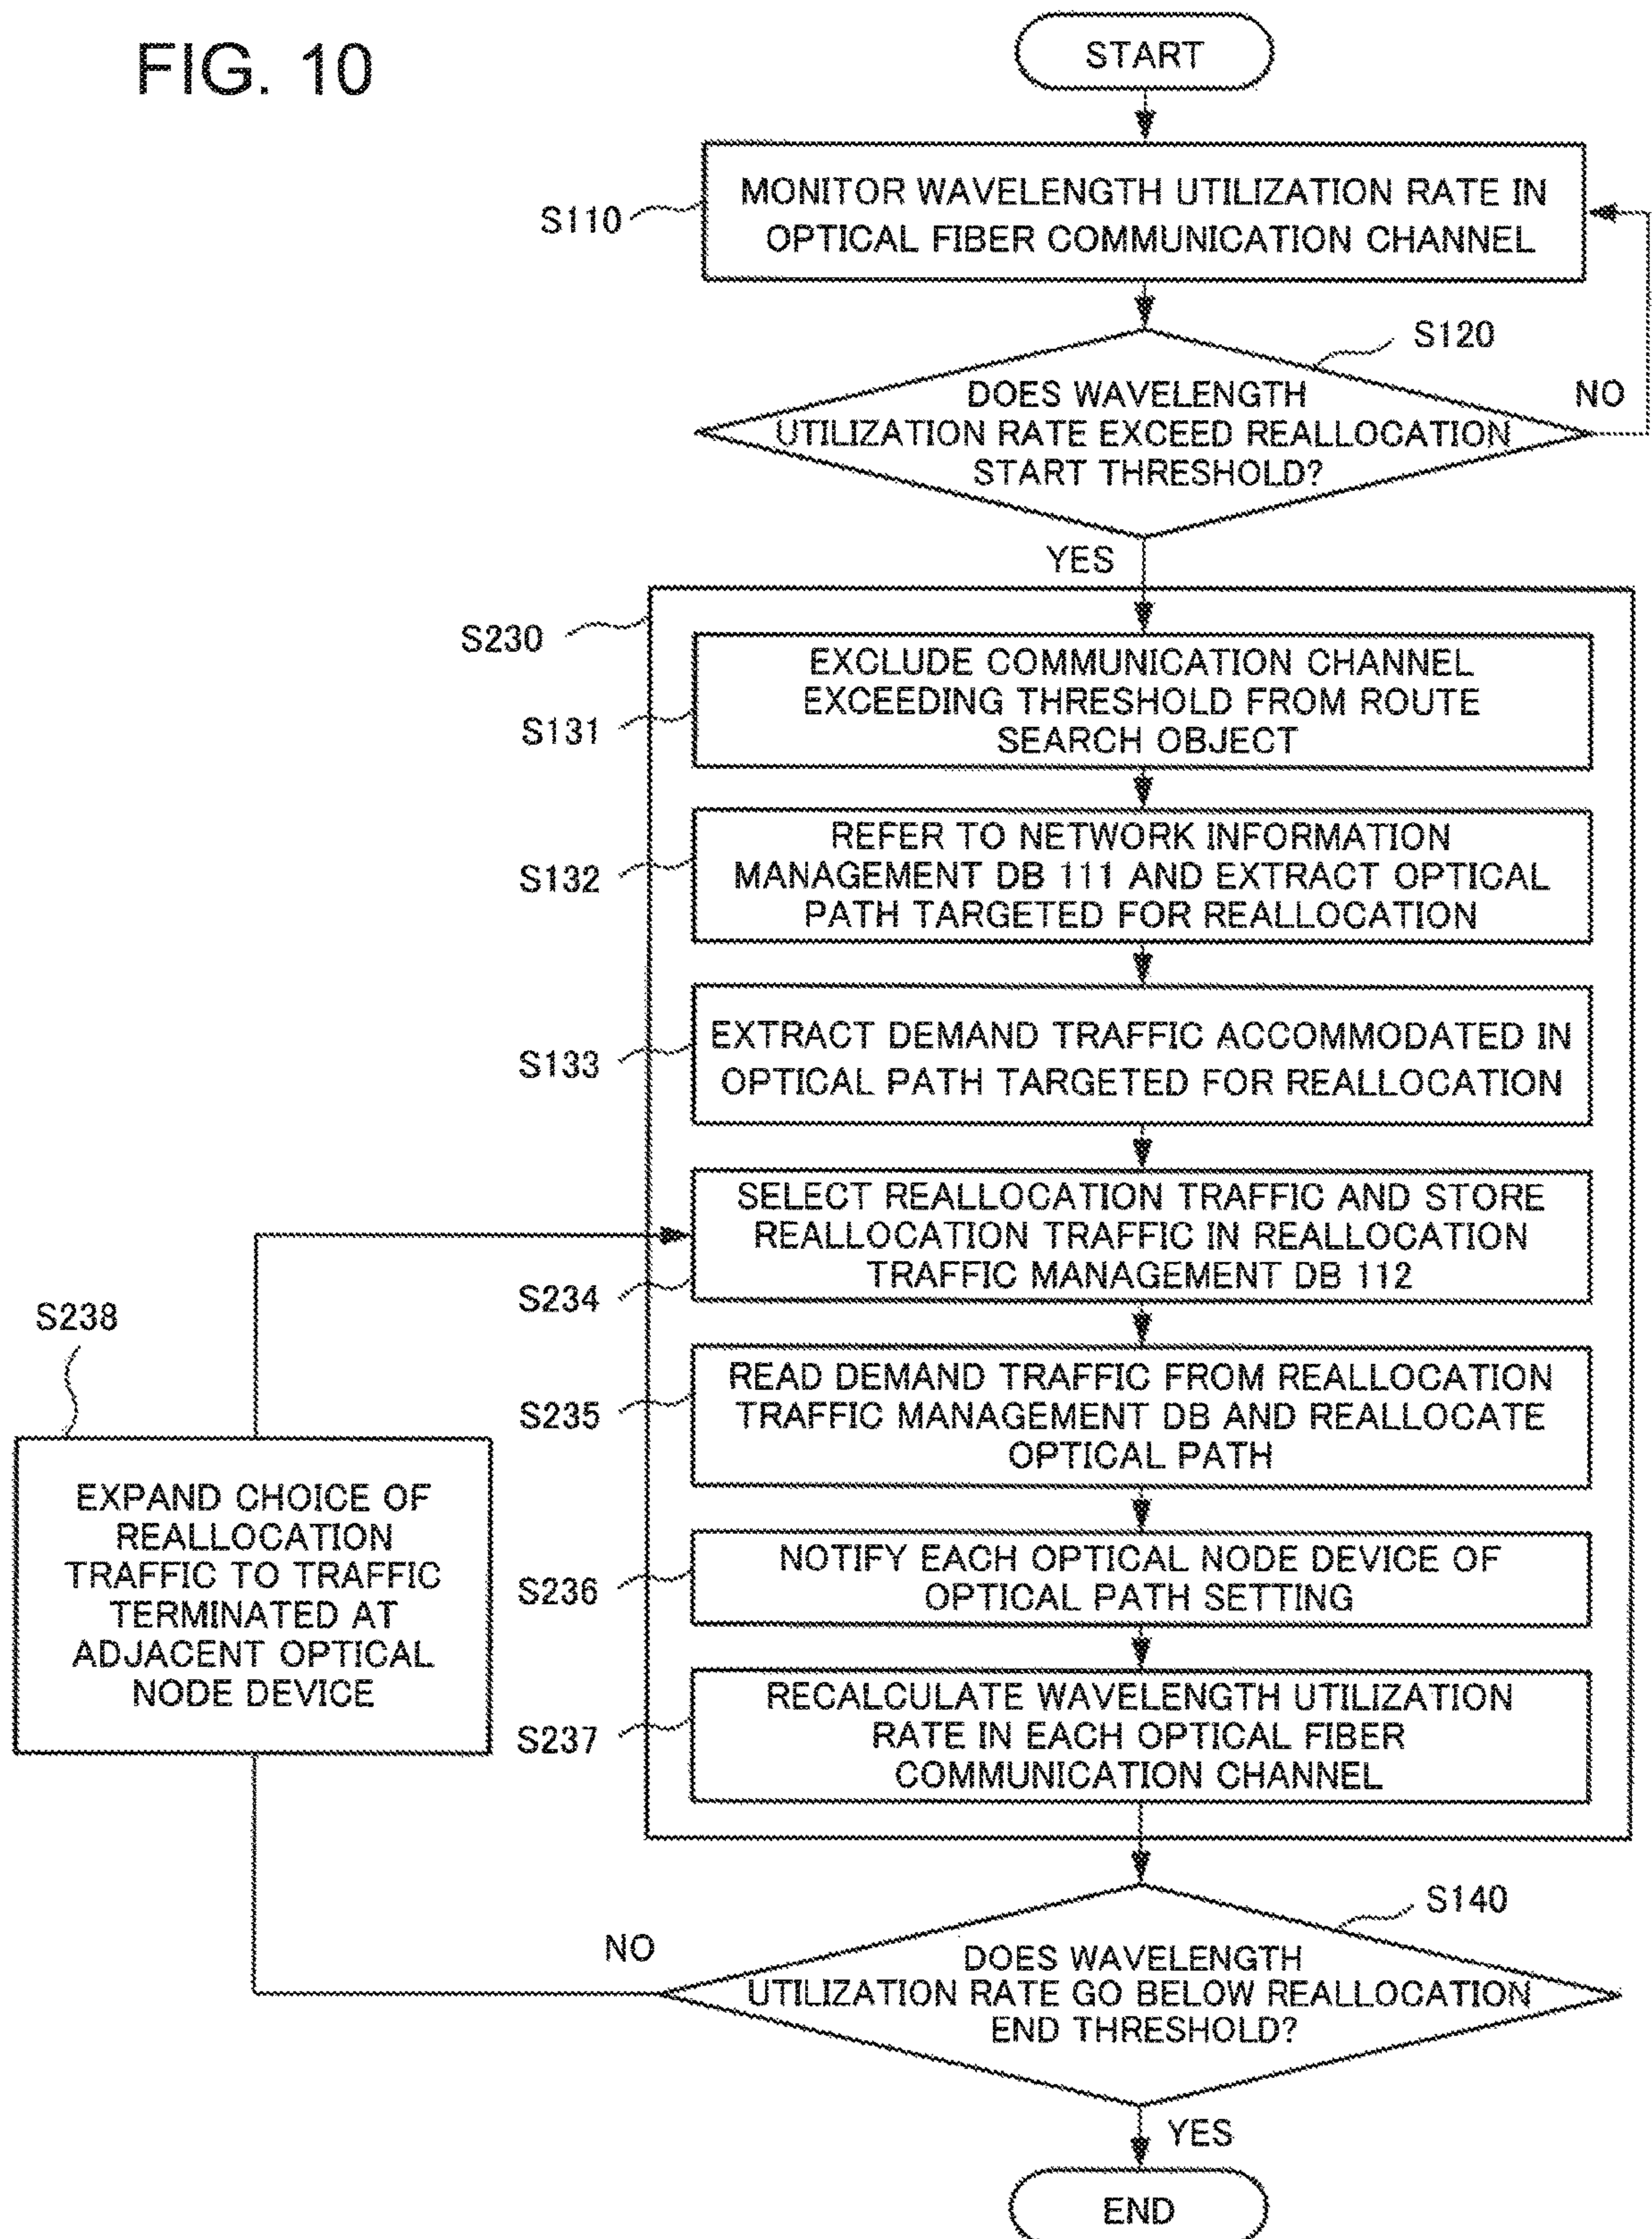 FIG. 10
START
S110
MONITOR WAVELENGTH UTILIZATION RATE IN
OPTICAL FIBER COMMUNICATION CHANNEL
S120
DOES WAVELENGTH
UTILIZATION RATE EXCEED REALLOCATION
START THRESHOLD?
NO
YES
S230
S131
EXCLUDE COMMUNICATION CHANNEL
EXCEEDING THRESHOLD FROM ROUTE
SEARCH OBJECT
S132
REFER TO NETWORK INFORMATION
MANAGEMENT DB 111 AND EXTRACT OPTICAL
PATH TARGETED FOR REALLOCATION
S133
EXTRACT DEMAND TRAFFIC ACCOMMODATED IN
OPTICAL PATH TARGETED FOR REALLOCATION
S234
SELECT REALLOCATION TRAFFIC AND STORE
REALLOCATION TRAFFIC IN REALLOCATION
TRAFFIC MANAGEMENT DB 112
S235
READ DEMAND TRAFFIC FROM REALLOCATION
TRAFFIC MANAGEMENT DB AND REALLOCATE
OPTICAL PATH
S236
NOTIFY EACH OPTICAL NODE DEVICE OF
OPTICAL PATH SETTING
S237
RECALCULATE WAVELENGTH UTILIZATION
RATE IN EACH OPTICAL FIBER
COMMUNICATION CHANNEL
S238
EXPAND CHOICE OF
REALLOCATION
TRAFFIC TO TRAFFIC
TERMINATED AT
ADJACENT OPTICAL
NODE DEVICE
S140
DOES WAVELENGTH
UTILIZATION RATE GO BELOW REALLOCATION
END THRESHOLD?
NO
YES
END